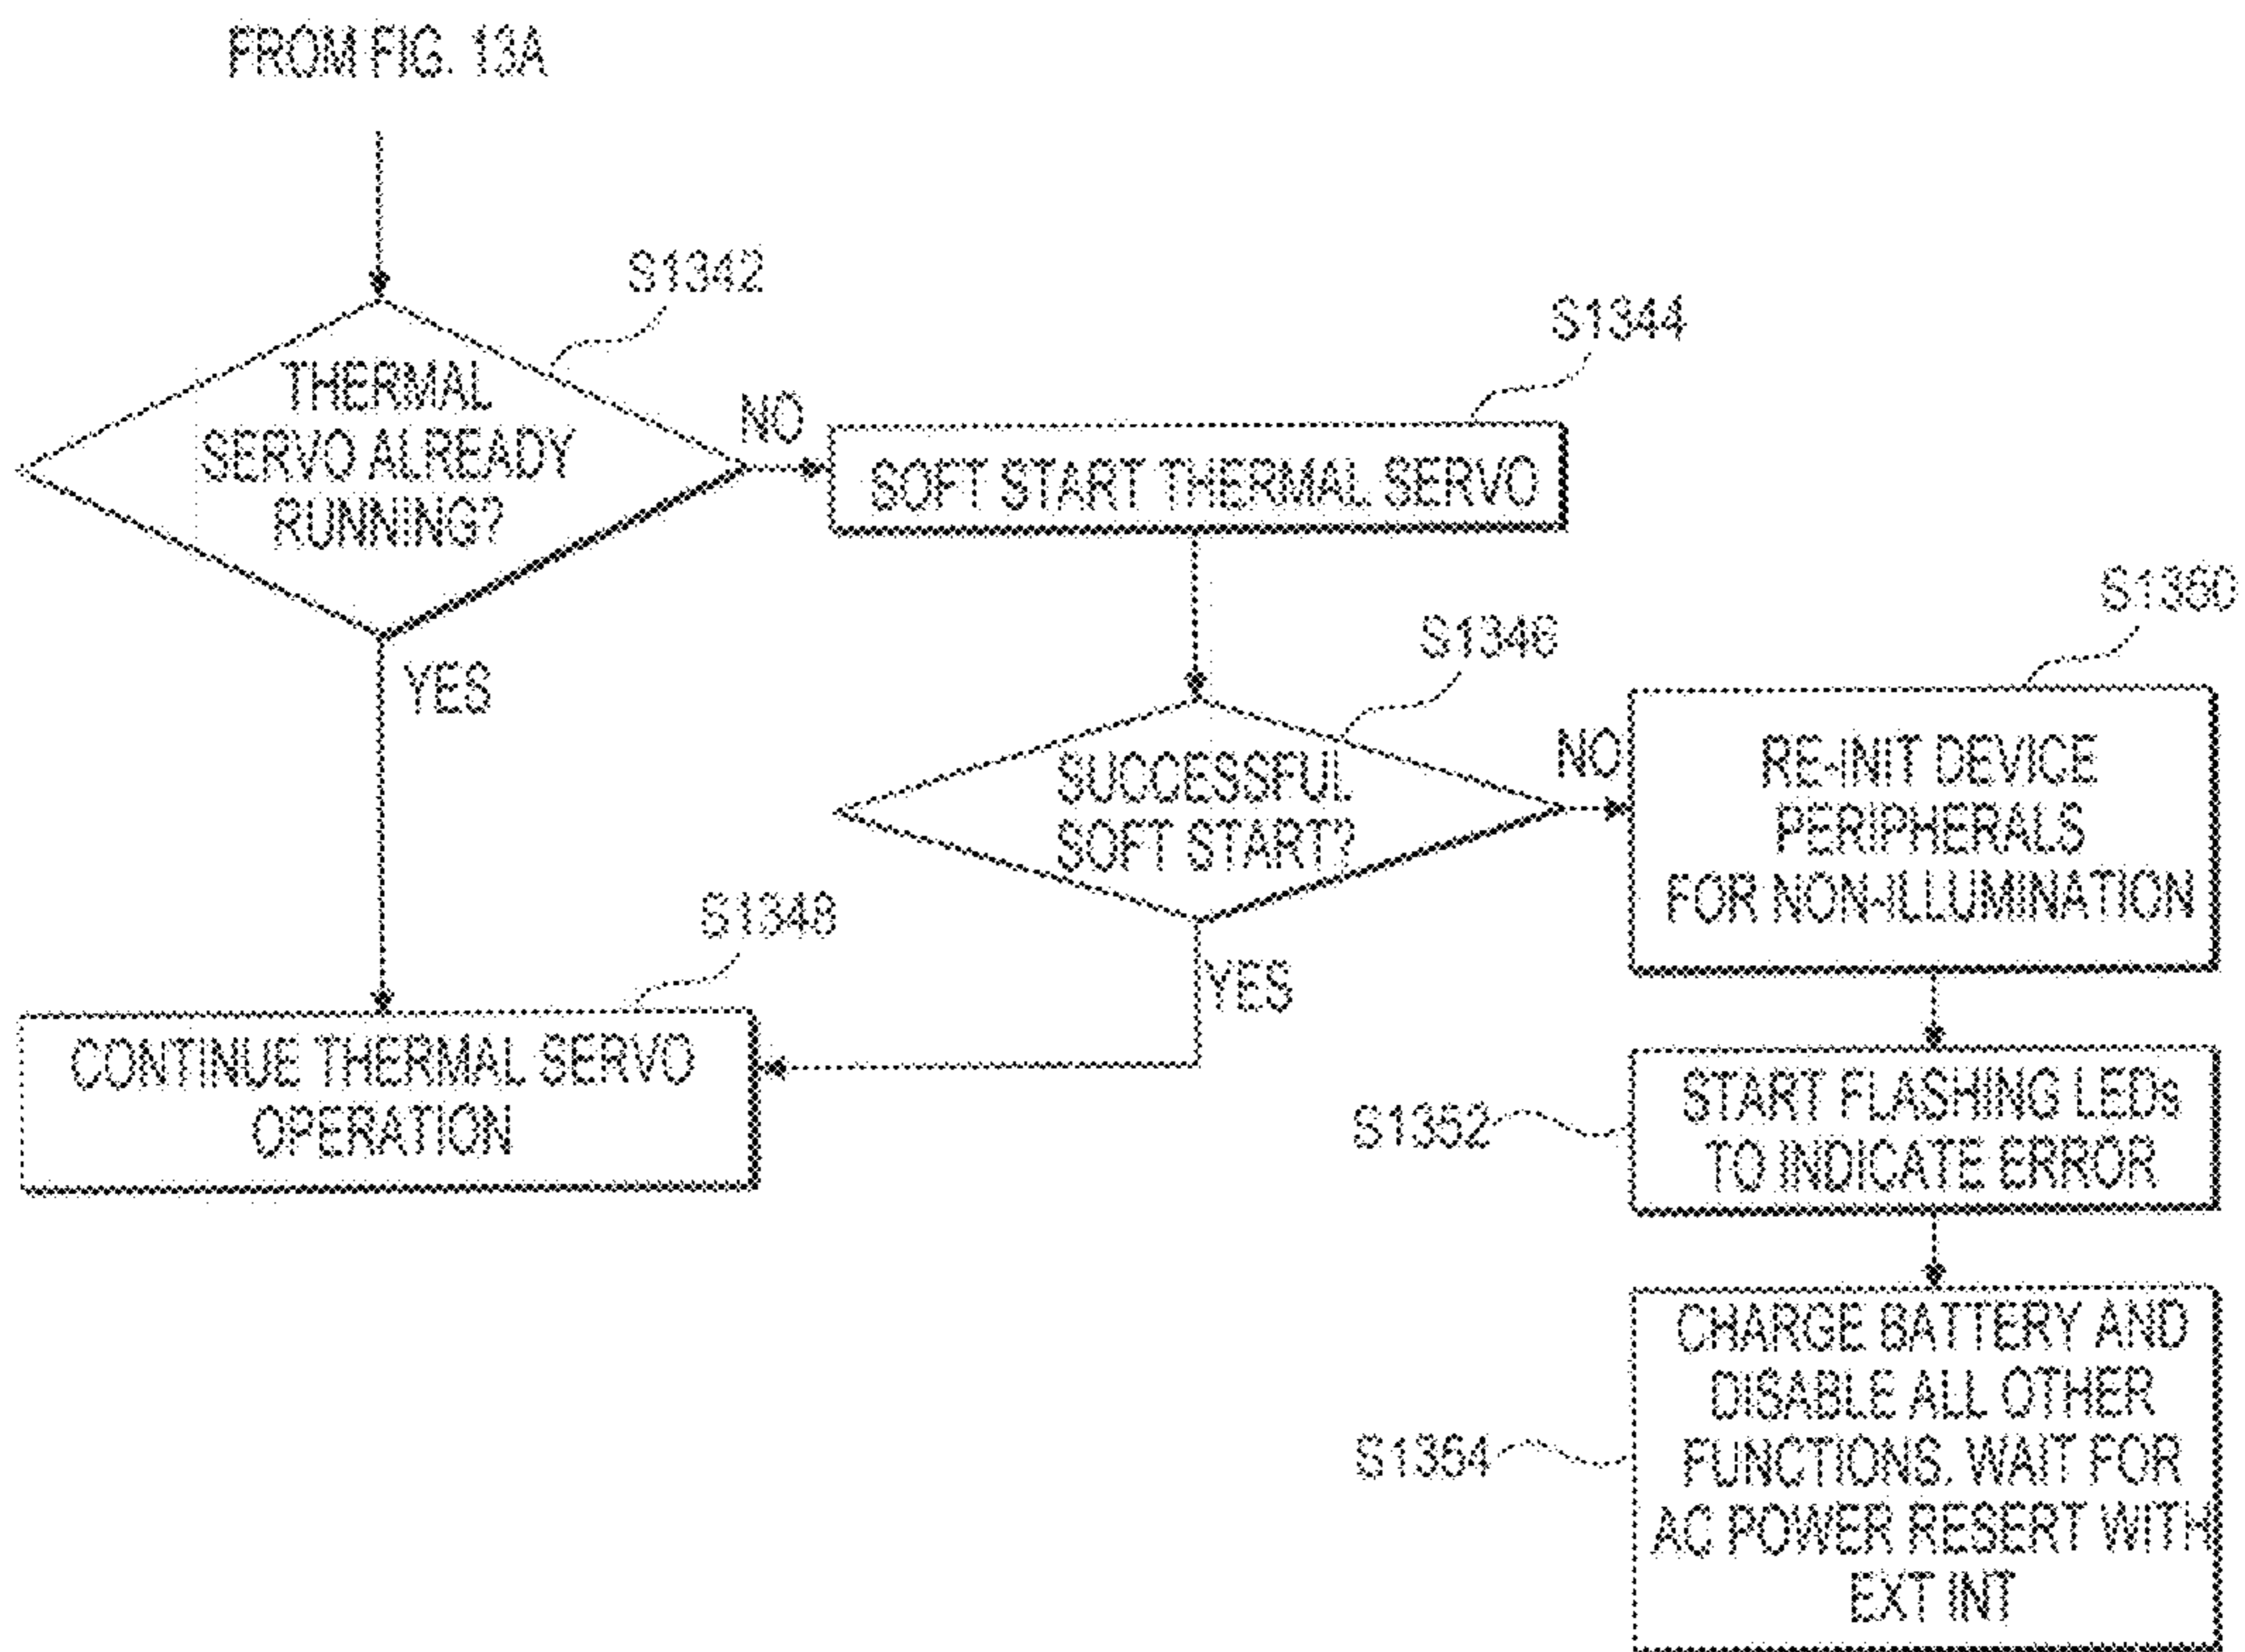 FROM FIG. 13A
S1342
THERMAL
SERVO ALREADY
RUNNING?
NO
YES
S1344
SOFT START THERMAL SERVO
S1346
SUCCESSFUL
SOFT START?
NO
YES
S1348
CONTINUE THERMAL SERVO
OPERATION
S1350
RE-INIT DEVICE
PERIPHERALS
FOR NON-ILLUMINATION
S1352
START FLASHING LEDs
TO INDICATE ERROR
S1354
CHARGE BATTERY AND
DISABLE ALL OTHER
FUNCTIONS. WAIT FOR
AC POWER RESERT WITH
EXT INT